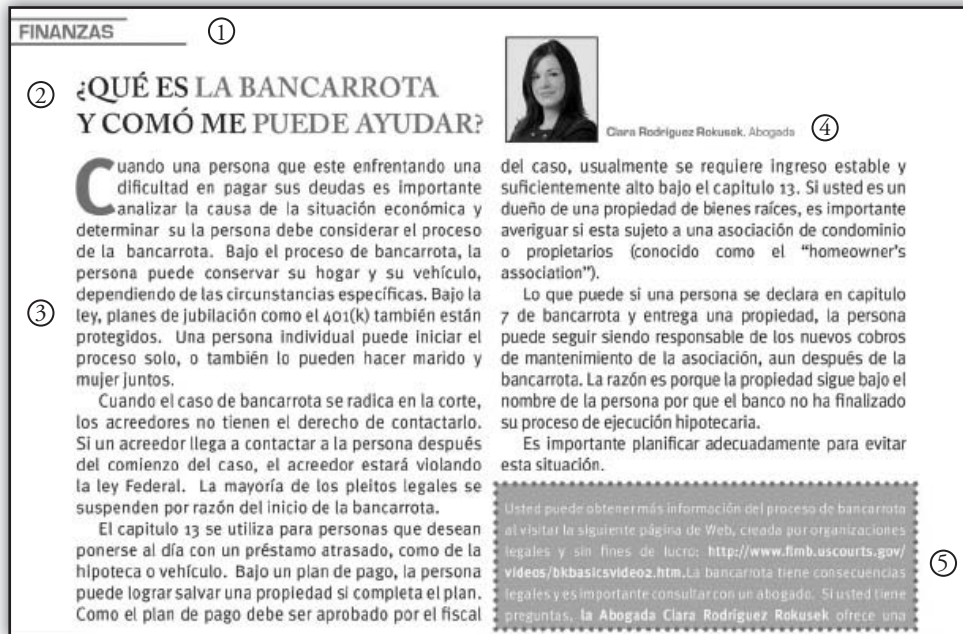 FINANZAS
①
② ¿QUÉ ES LA BANCARROTA
Y COMÓ ME PUEDE AYUDAR?
Clara Rodríguez Rokusek, Abogada ④
Cuando una persona que este enfrentando una
dificultad en pagar sus deudas es importante
analizar la causa de la situación económica y
determinar su la persona debe considerar el proceso
de la bancarrota. Bajo el proceso de bancarrota, la
persona puede conservar su hogar y su vehículo,
dependiendo de las circunstancias específicas. Bajo la
③ ley, planes de jubilación como el 401(k) también están
protegidos. Una persona individual puede iniciar el
proceso solo, o también lo pueden hacer marido y
mujer juntos.
Cuando el caso de bancarrota se radica en la corte,
los acreedores no tienen el derecho de contactarlo.
Si un acreedor llega a contactar a la persona después
del comienzo del caso, el acreedor estará violando
la ley Federal. La mayoría de los pleitos legales se
suspenden por razón del inicio de la bancarrota.
El capitulo 13 se utiliza para personas que desean
ponerse al día con un préstamo atrasado, como de la
hipoteca o vehículo. Bajo un plan de pago, la persona
puede lograr salvar una propiedad si completa el plan.
Como el plan de pago debe ser aprobado por el fiscal
del caso, usualmente se requiere ingreso estable y
suficientemente alto bajo el capitulo 13. Si usted es un
dueño de una propiedad de bienes raíces, es importante
averiguar si esta sujeto a una asociación de condominio
o propietarios (conocido como el “homeowner's
association”).
Lo que puede si una persona se declara en capitulo
7 de bancarrota y entrega una propiedad, la persona
puede seguir siendo responsable de los nuevos cobros
de mantenimiento de la asociación, aun después de la
bancarrota. La razón es porque la propiedad sigue bajo el
nombre de la persona por que el banco no ha finalizado
su proceso de ejecución hipotecaria.
Es importante planificar adecuadamente para evitar
esta situación.
Usted puede obtener más información del proceso de bancarrota
al visitar la siguiente página de Web, creada por organizaciones
legales y sin fines de lucro: http://www.flmb.uscourts.gov/
videos/bkbasicsvideo2.htm.La bancarrota tiene consecuencias ⑤
legales y es importante consultar con un abogado. Si usted tiene
preguntas, la Abogada Clara Rodríguez Rokusek ofrece una